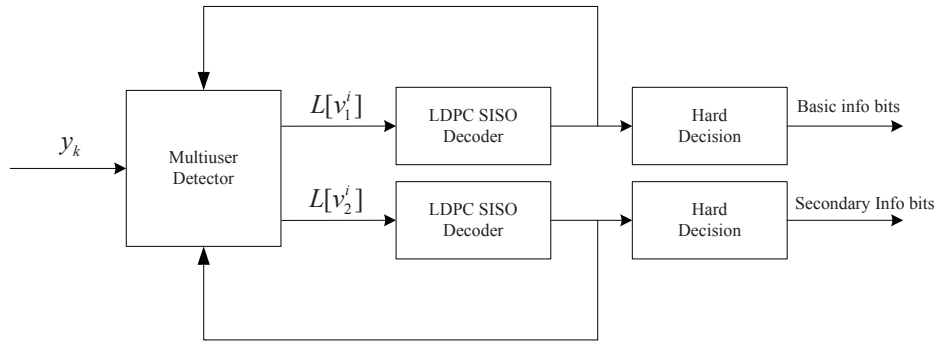 y_k
Multiuser
Detector
L[v_1^i]
LDPC SISO
Decoder
Hard
Decision
Basic info bits
L[v_2^i]
LDPC SISO
Decoder
Hard
Decision
Secondary Info bits